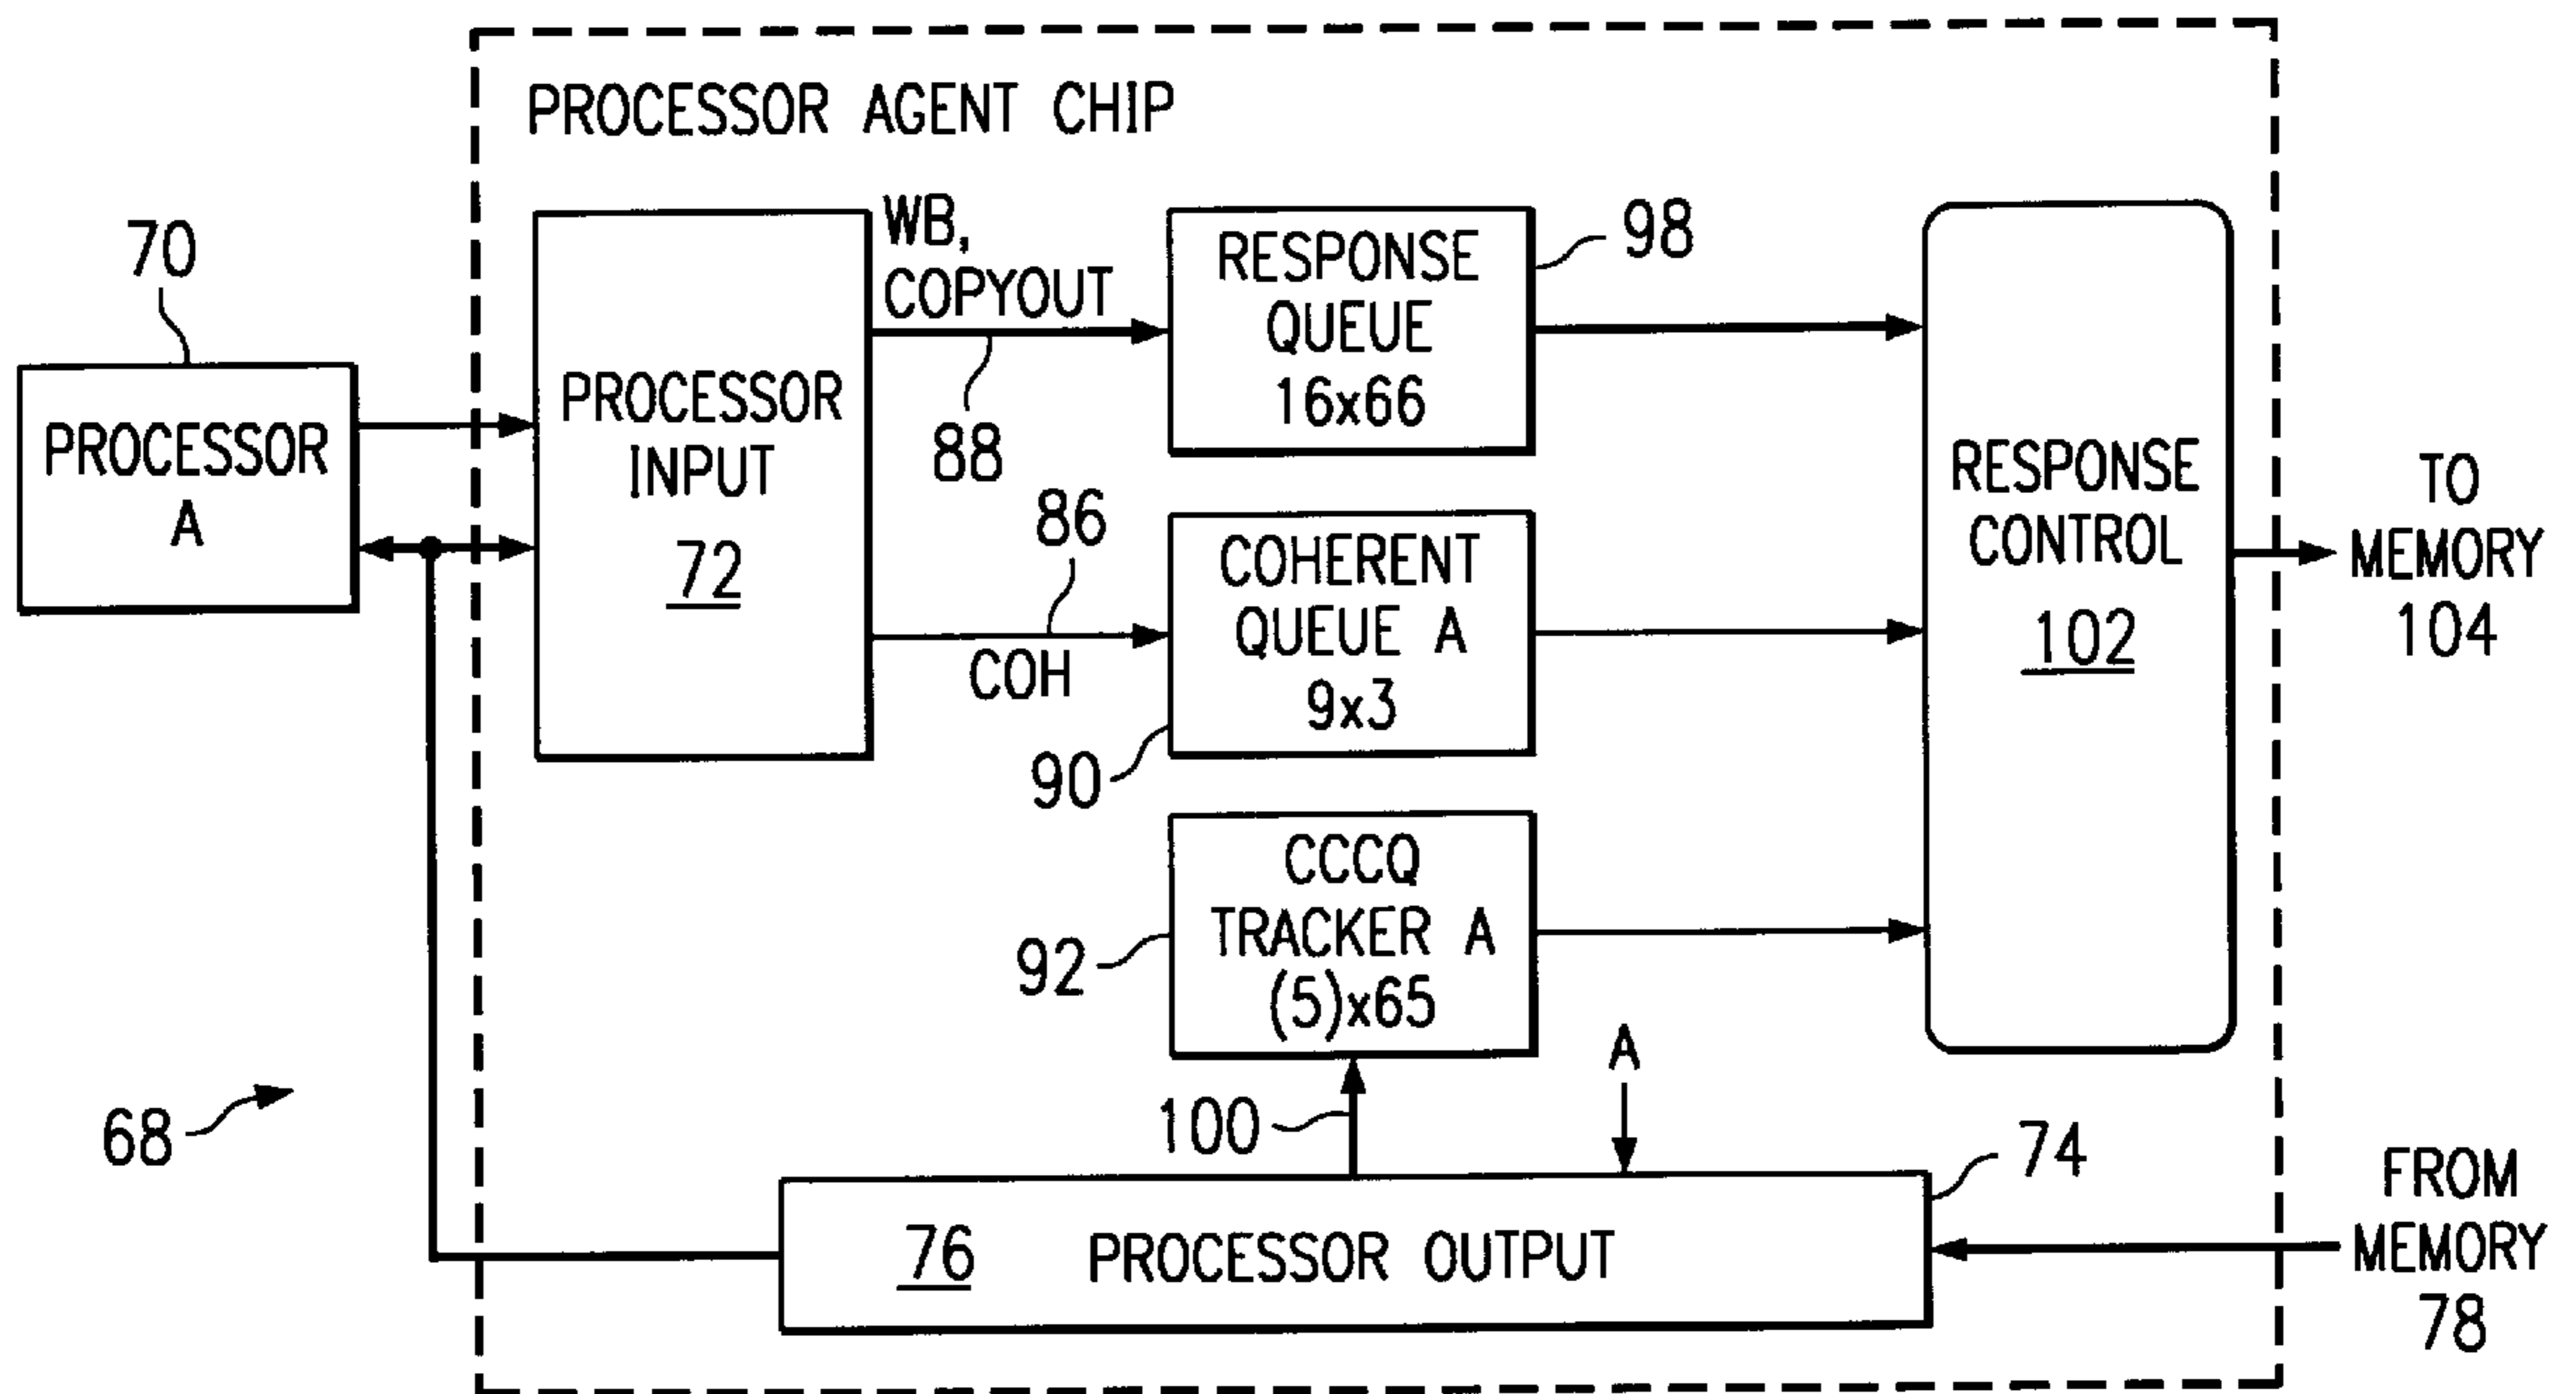 PROCESSOR AGENT CHIP
70
PROCESSOR
A
PROCESSOR
INPUT
72
WB,
COPYOUT
88
86
COH
RESPONSE
QUEUE
16x66
98
COHERENT
QUEUE A
9x3
90
CCCQ
TRACKER A
(5)x65
92
RESPONSE
CONTROL
102
TO
MEMORY
104
68
100
A
74
76 PROCESSOR OUTPUT
FROM
MEMORY
78